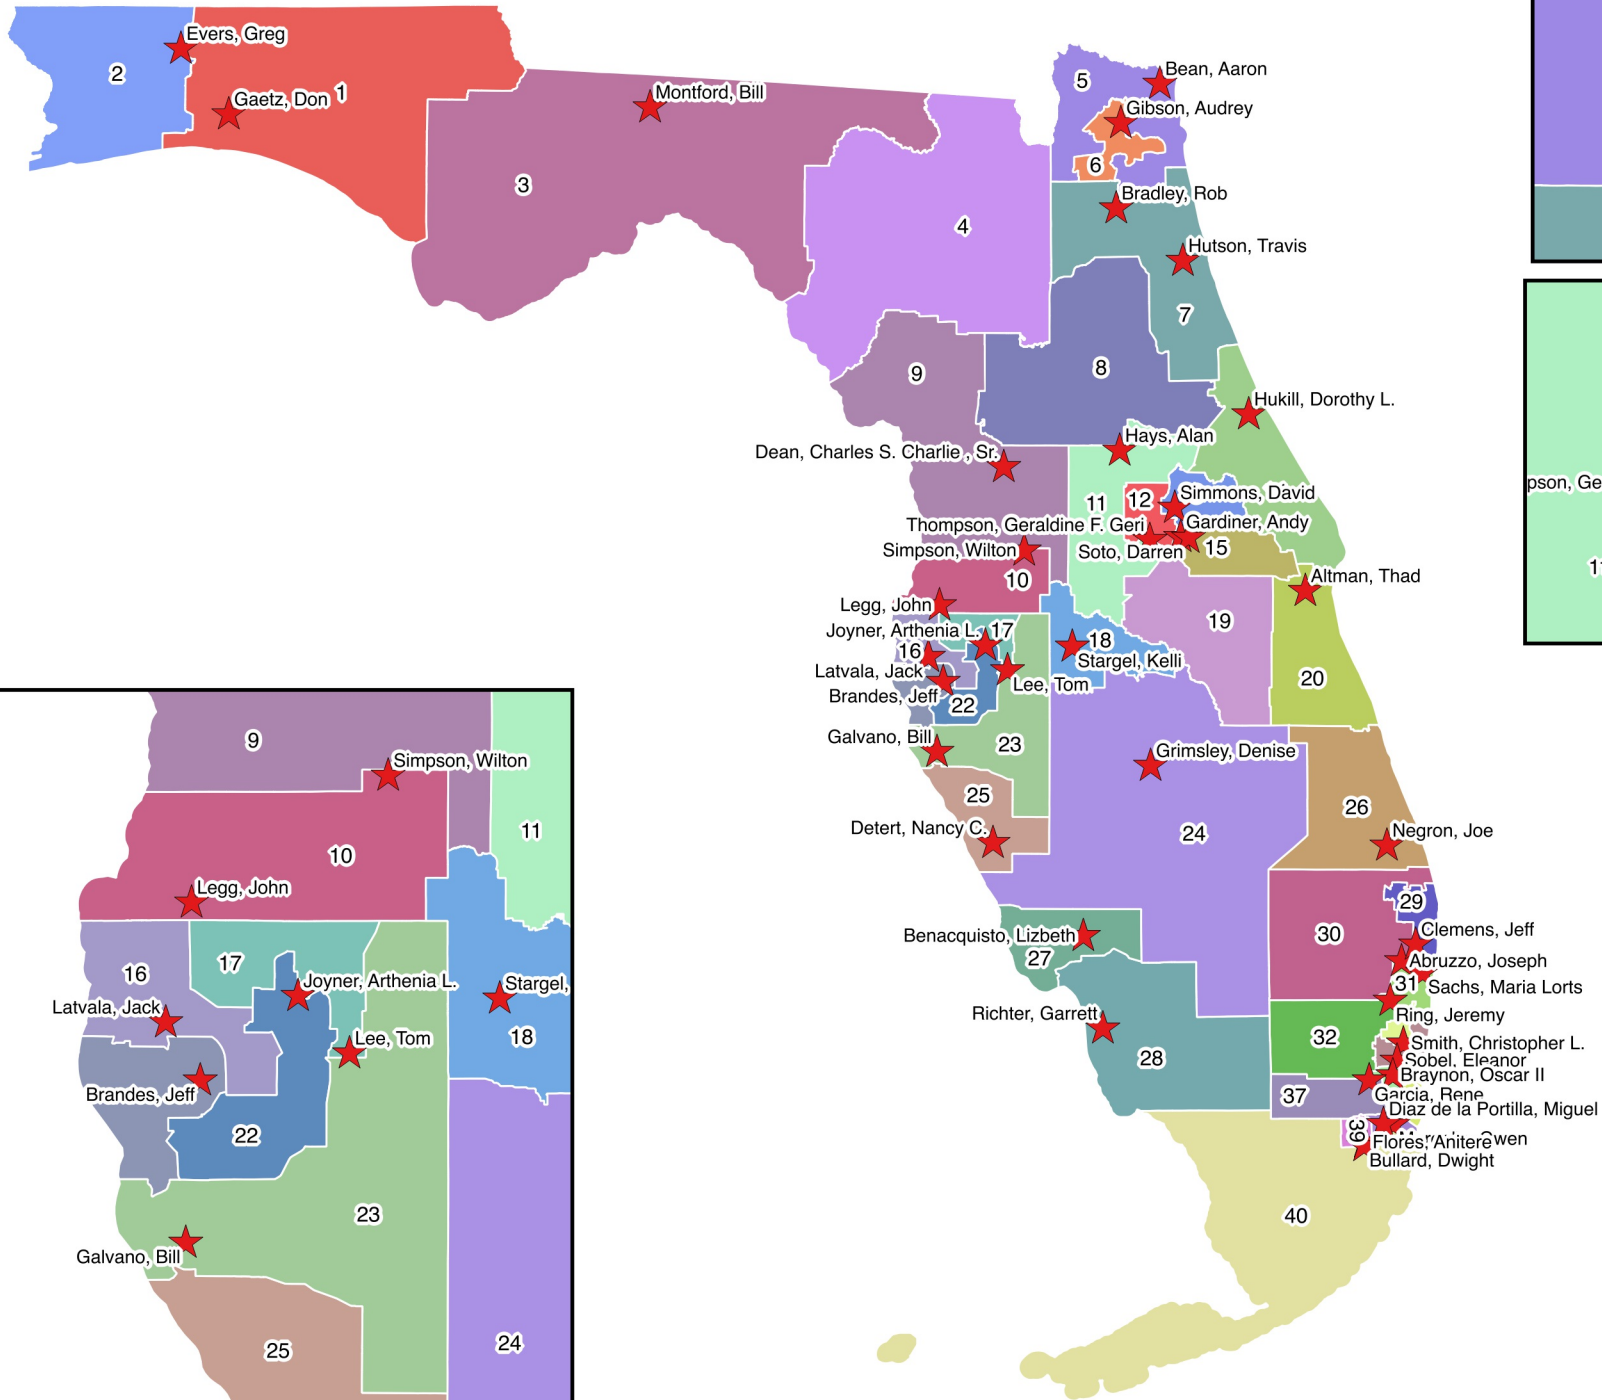 Evers, Greg
2
Gaetz, Don
1
Montford, Bill
3
4
5
Bean, Aaron
Gibson, Audrey
6
Bradley, Rob
Hutson, Travis
7
8
9
Hukill, Dorothy L.
Hays, Alan
Dean, Charles S. Charlie , Sr.
11
12
Simmons, David
Thompson, Geraldine F. Geri
Gardiner, Andy
Simpson, Wilton
Soto, Darren
15
10
Altman, Thad
Legg, John
19
Joyner, Arthenia L.
17
18
16
Stargel, Kelli
Latvala, Jack
Lee, Tom
20
Brandes, Jeff
22
Galvano, Bill
23
Grimsley, Denise
25
26
Detert, Nancy C.
24
Negron, Joe
29
30
Clemens, Jeff
Benacquisto, Lizbeth
27
Abruzzo, Joseph
31
Sachs, Maria Lorts
Richter, Garrett
Ring, Jeremy
32
Smith, Christopher L.
28
Sobel, Eleanor
Braynon, Oscar II
37
Garcia, Rene
Diaz de la Portilla, Miguel
39
Flores, Anitere
Bullard, Dwight
40
9
Simpson, Wilton
11
10
Legg, John
17
16
Joyner, Arthenia L.
Stargel,
Latvala, Jack
18
Lee, Tom
Brandes, Jeff
22
23
Galvano, Bill
24
25
pson, Ge